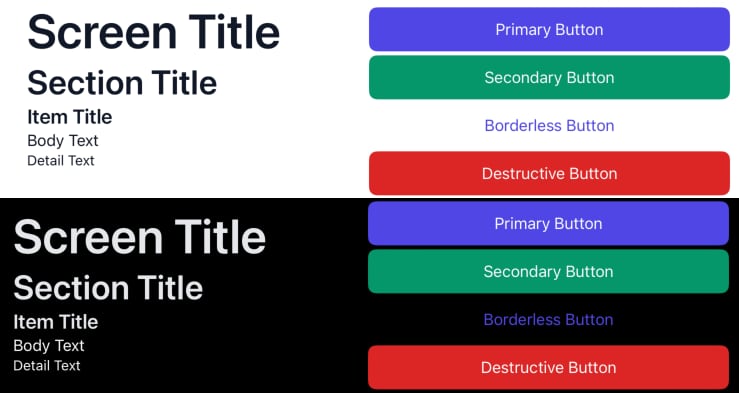 Screen Title
Section Title
Item Title
Body Text
Detail Text
Primary Button
Secondary Button
Borderless Button
Destructive Button
Screen Title
Section Title
Item Title
Body Text
Detail Text
Primary Button
Secondary Button
Borderless Button
Destructive Button